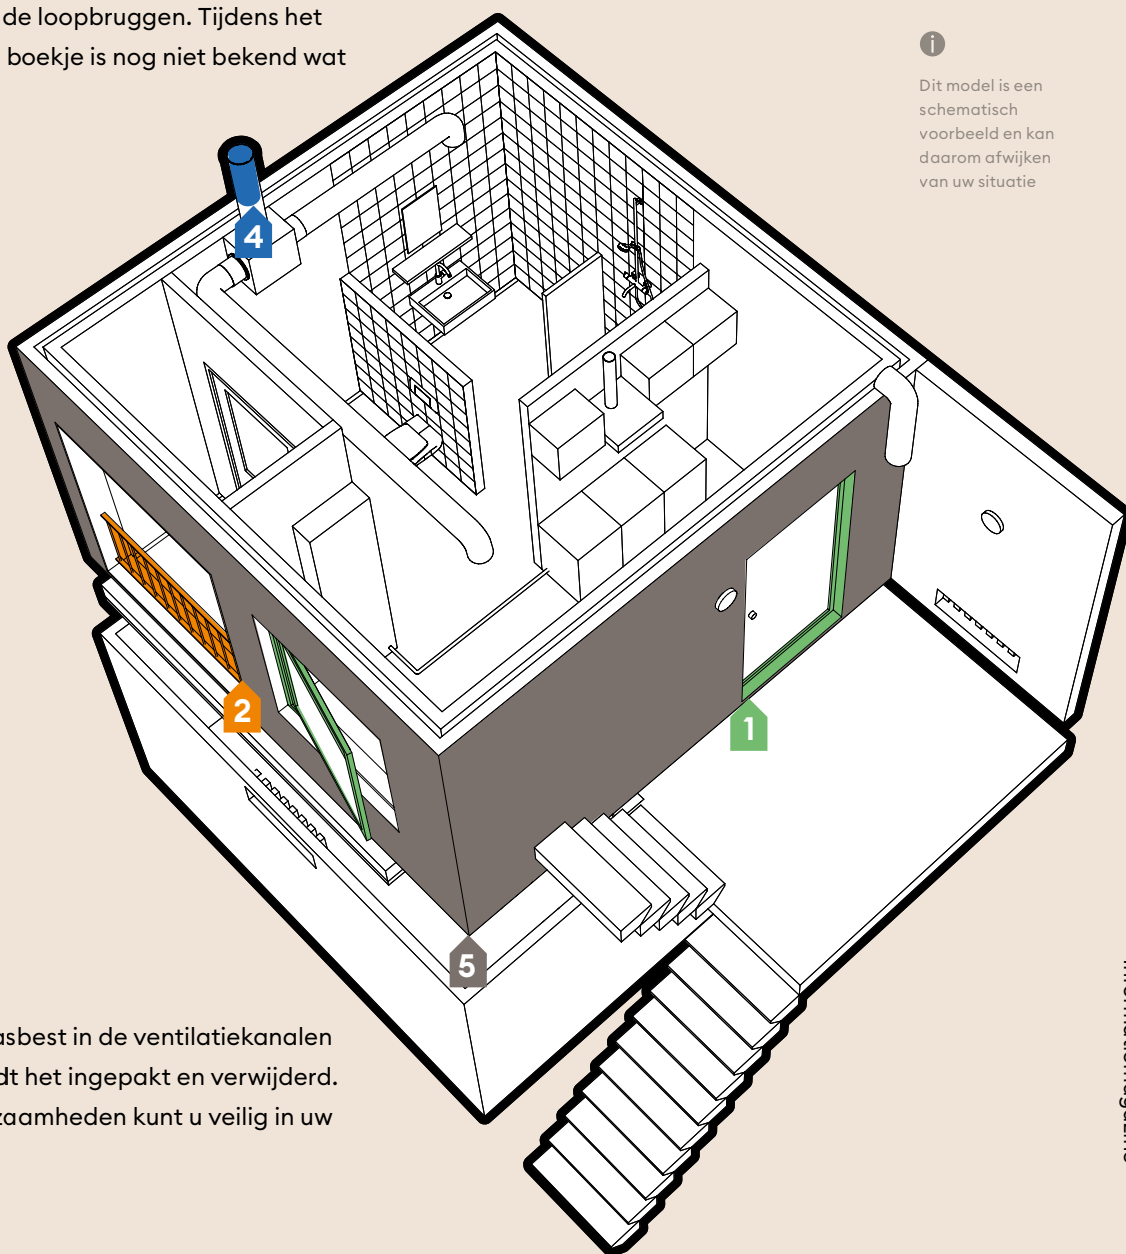 de loopbruggen. Tijdens het
boekje is nog niet bekend wat
i
Dit model is een
schematisch
voorbeeld en kan
daarom afwijken
van uw situatie
4
2
1
5
asbest in de ventilatiekanalen
dt het ingepakt en verwijderd.
zaamheden kunt u veilig in uw